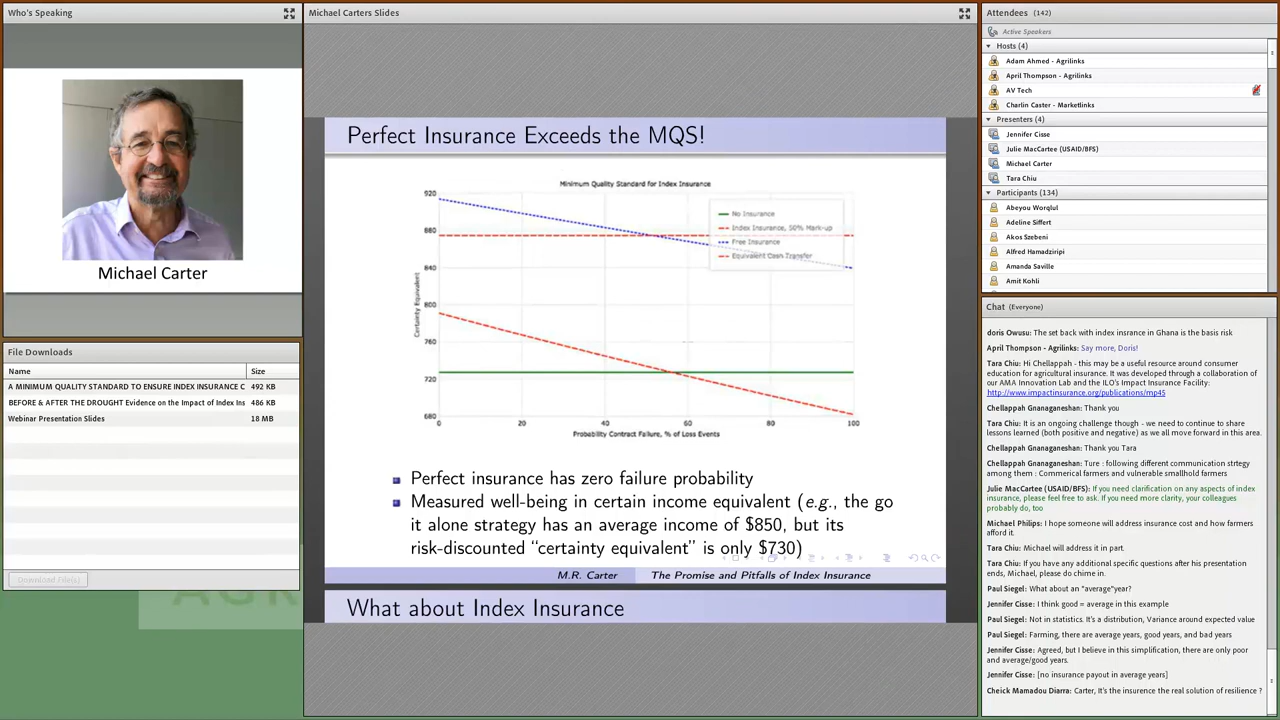 Who's Speaking
Michael Carter
File Downloads
Name Size
A MINIMUM QUALITY STANDARD TO ENSURE INDEX INSURANCE C 492 KB
BEFORE & AFTER THE DROUGHT Evidence on the Impact of Index Ins 486 KB
Webinar Presentation Slides 18 MB
Download File(s)
Michael Carters Slides
Perfect Insurance Exceeds the MQS!
Minimum Quality Standard for Index Insurance
No Insurance
Index Insurance, 50% Mark-up
Free Insurance
Equivalent Cash Transfer
Certainty Equivalent
920
880
840
800
760
720
680
0 20 40 60 80 100
Probability Contract Failure, % of Loss Events
Perfect insurance has zero failure probability
Measured well-being in certain income equivalent (e.g., the go
it alone strategy has an average income of $850, but its
risk-discounted “certainty equivalent” is only $730)
M.R. Carter The Promise and Pitfalls of Index Insurance
What about Index Insurance
Attendees (142)
Active Speakers
Hosts (4)
Adam Ahmed - Agrilinks
April Thompson - Agrilinks
AV Tech
Charlin Caster - Marketlinks
Presenters (4)
Jennifer Cisse
Julie MacCartee (USAID/BFS)
Michael Carter
Tara Chiu
Participants (134)
Abeyou Worqlul
Adeline Siffert
Akos Szebeni
Alfred Hamadziripi
Amanda Saville
Amit Kohli
Chat (Everyone)
doris Owusu: The set back with index insrance in Ghana is the basis risk
April Thompson - Agrilinks: Say more, Doris!
Tara Chiu: Hi Chellappah - this may be a useful resource around consumer
education for agricultural insurance. It was developed through a collaboration of
our AMA Innovation Lab and the ILO's Impact Insurance Facility:
http://www.impactinsurance.org/publications/mp45
Chellappah Gnanaganeshan: Thank you
Tara Chiu: It is an ongoing challenge though - we need to continue to share
lessons learned (both positive and negative) as we all move forward in this area.
Chellappah Gnanaganeshan: Thank you Tara
Chellappah Gnanaganeshan: Ture : following different communication strtegy
among them : Commerical farmers and vulnerable smallhold farmers
Julie MacCartee (USAID/BFS): If you need clarification on any aspects of index
insurance, please feel free to ask. If you need more clarity, your colleagues
probably do, too
Michael Philips: I hope someone will address insurance cost and how farmers
afford it.
Tara Chiu: Michael will address it in part.
Tara Chiu: If you have any additional specific questions after his presentation
ends, Michael, please do chime in.
Paul Siegel: What about an "average"year?
Jennifer Cisse: I think good = average in this example
Paul Siegel: Not in statistics. It's a distribution, Variance around expected value
Paul Siegel: Farming, there are average years, good years, and bad years
Jennifer Cisse: Agreed, but I believe in this simplification, there are only poor
and average/good years.
Jennifer Cisse: [no insurance payout in average years]
Cheick Mamadou Diarra: Carter, It's the insurence the real solution of resilience ?